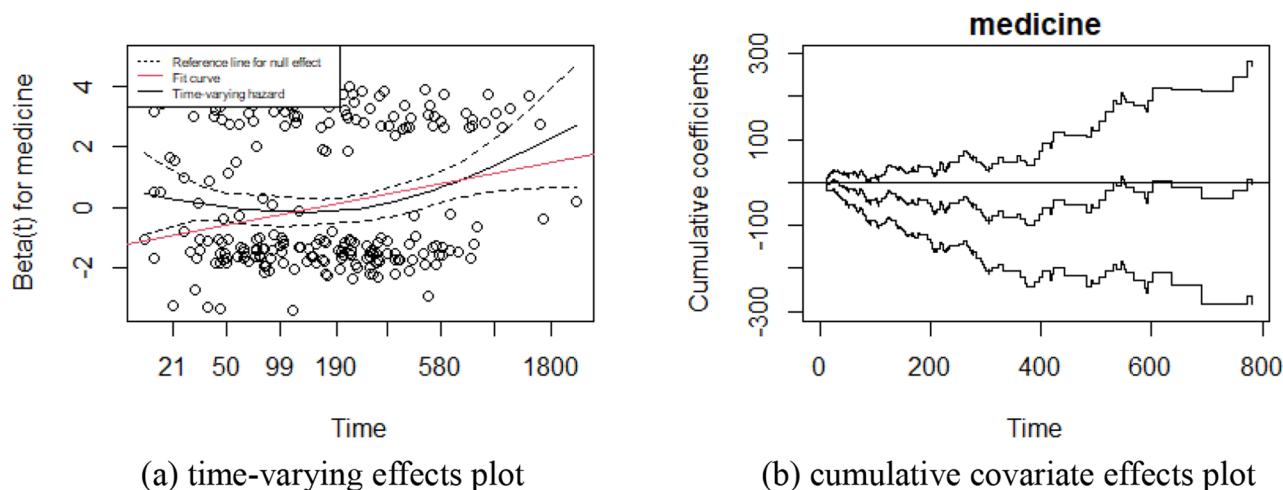 Reference line for null effect
Fit curve
Time-varying hazard
Beta(t) for medicine
4
2
0
-2
21 50 99 190 580 1800
Time
(a) time-varying effects plot
medicine
Cumulative coefficients
300
100
-100
-300
0 200 400 600 800
Time
(b) cumulative covariate effects plot